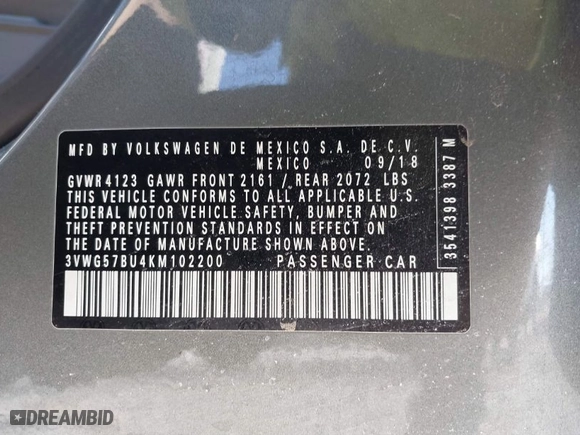 MFD BY VOLKSWAGEN DE MEXICO S.A. DE C.V.
MEXICO 09/18
GVWR 4123 GAWR FRONT 2161 / REAR 2072 LBS
THIS VEHICLE CONFORMS TO ALL APPLICABLE U.S.
FEDERAL MOTOR VEHICLE SAFETY, BUMPER AND
THEFT PREVENTION STANDARDS IN EFFECT ON
THE DATE OF MANUFACTURE SHOWN ABOVE.
3VWG57BU4KM102200 PASSENGER CAR
3541398 3387 M
DREAMBID